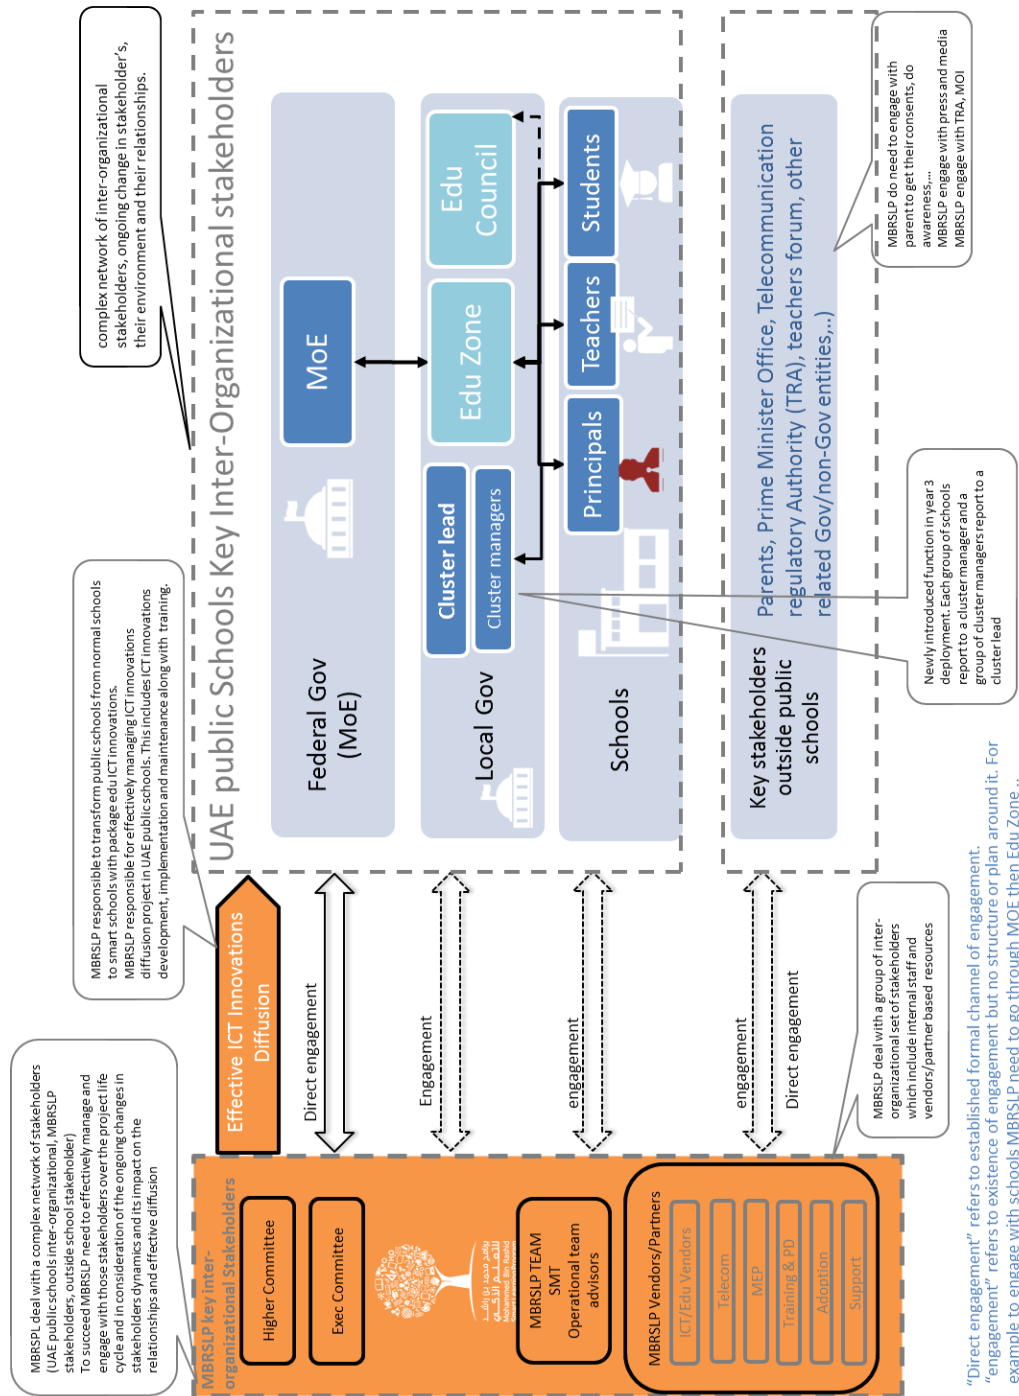 MBRSPL deal with a complex network of stakeholders
(UAE public schools inter-organizational, MBRSLP
stakeholders, outside school stakeholder)
To succeed MBRSLP need to effectively manage and
engage with those stakeholders over the project life
cycle and in consideration of the ongoing changes in
stakeholders dynamics and its impact on the
relationships and effective diffusion
MBRSLP responsible to transform public schools from normal schools
to smart schools with package edu ICT innovations.
MBRSLP responsible for effectively managing ICT innovations
diffusion project in UAE public schools. This includes ICT Innovations
development, implementation and maintenance along with training.
complex network of inter-organizational
stakeholders, ongoing change in stakeholder's,
their environment and their relationships.
MBRSLP key inter-
organizational Stakeholders
Higher Committee
Exec Committee
برنامج محمد بن راشد
للتعلم الذكي
Mohammed Bin Rashid
Smart Learning Program
MBRSLP TEAM
SMT
Operational team
advisors
MBRSLP Vendors/Partners
ICT/Edu Vendors
Telecom
MEP
Training & PD
Adoption
Support
Effective ICT Innovations
Diffusion
Direct engagement
Engagement
engagement
engagement
Direct engagement
UAE public Schools Key Inter-Organizational stakeholders
Federal Gov
(MoE)
MoE
Local Gov
Cluster lead
Cluster managers
Edu Zone
Edu
Council
Schools
Principals
Teachers
Students
Key stakeholders
outside public
schools
Parents, Prime Minister Office, Telecommunication
regulatory Authority (TRA), teachers forum, other
related Gov/non-Gov entities,..)
MBRSLP deal with a group of inter-
organizational set of stakeholders
which include internal staff and
vendors/partner based resources
Newly introduced function in year 3
deployment. Each group of schools
report to a cluster manager and a
group of cluster managers report to a
cluster lead
MBRSLP do need to engage with
parent to get their consents, do
awareness,...
MBRSLP engage with press and media
MBRSLP engage with TRA, MOI
"Direct engagement" refers to established formal channel of engagement.
"engagement" refers to existence of engagement but no structure or plan around it. For
example to engage with schools MBRSLP need to go through MOE then Edu Zone ..